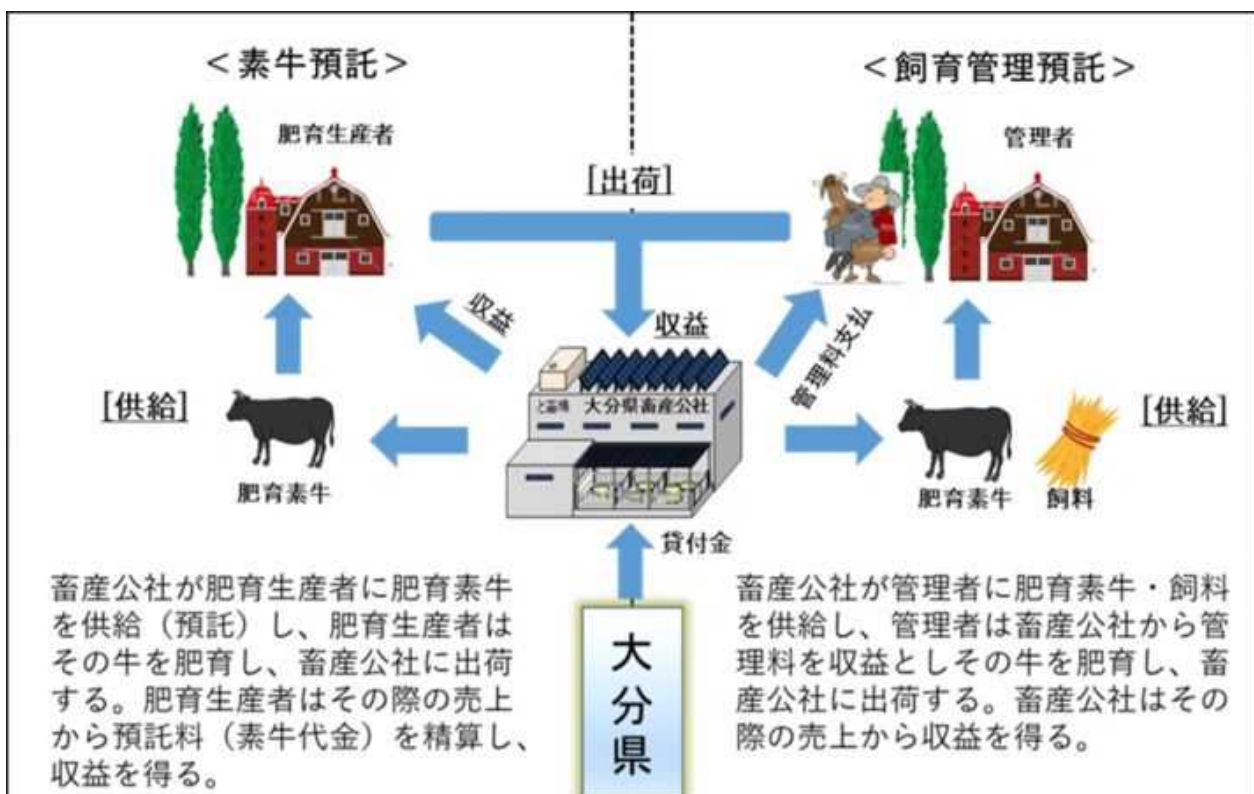 ＜素牛預託＞
＜飼育管理預託＞
肥育生産者
管理者
[出荷]
収益
収益
管理料支払
と畜場 大分県畜産公社
[供給]
肥育素牛
[供給]
肥育素牛
飼料
貸付金
大分県
畜産公社が肥育生産者に肥育素牛
を供給（預託）し、肥育生産者は
その牛を肥育し、畜産公社に出荷
する。肥育生産者はその際の売上
から預託料（素牛代金）を精算し、
収益を得る。
畜産公社が管理者に肥育素牛・飼料
を供給し、管理者は畜産公社から管
理料を収益としその牛を肥育し、畜
産公社に出荷する。畜産公社はその
際の売上から収益を得る。